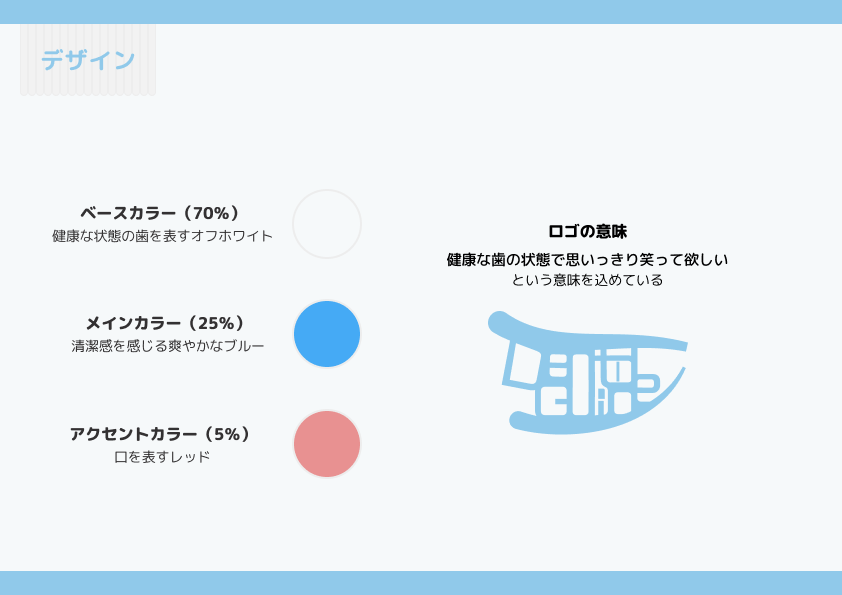 デザイン
ベースカラー（70%）
健康な状態の歯を表すオフホワイト
メインカラー（25%）
清潔感を感じる爽やかなブルー
アクセントカラー（5%）
口を表すレッド
ロゴの意味
健康な歯の状態で思いっきり笑って欲しい
という意味を込めている